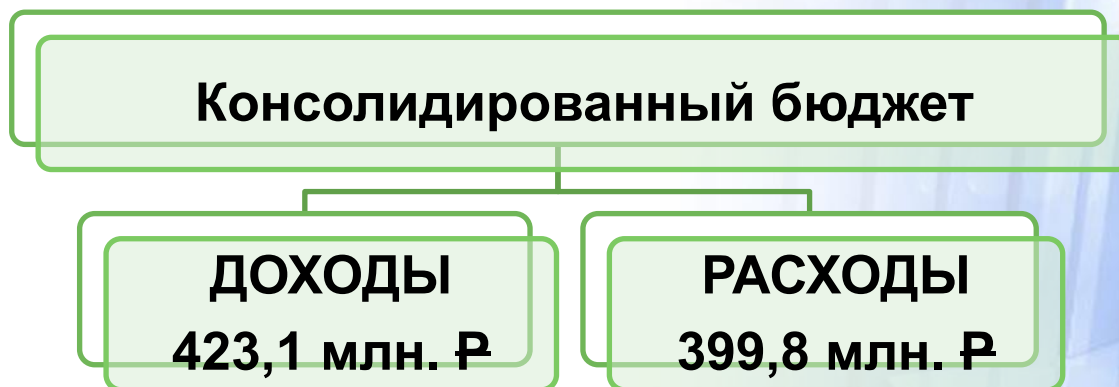 Консолидированный бюджет
ДОХОДЫ
423,1 млн. ₽
РАСХОДЫ
399,8 млн. ₽